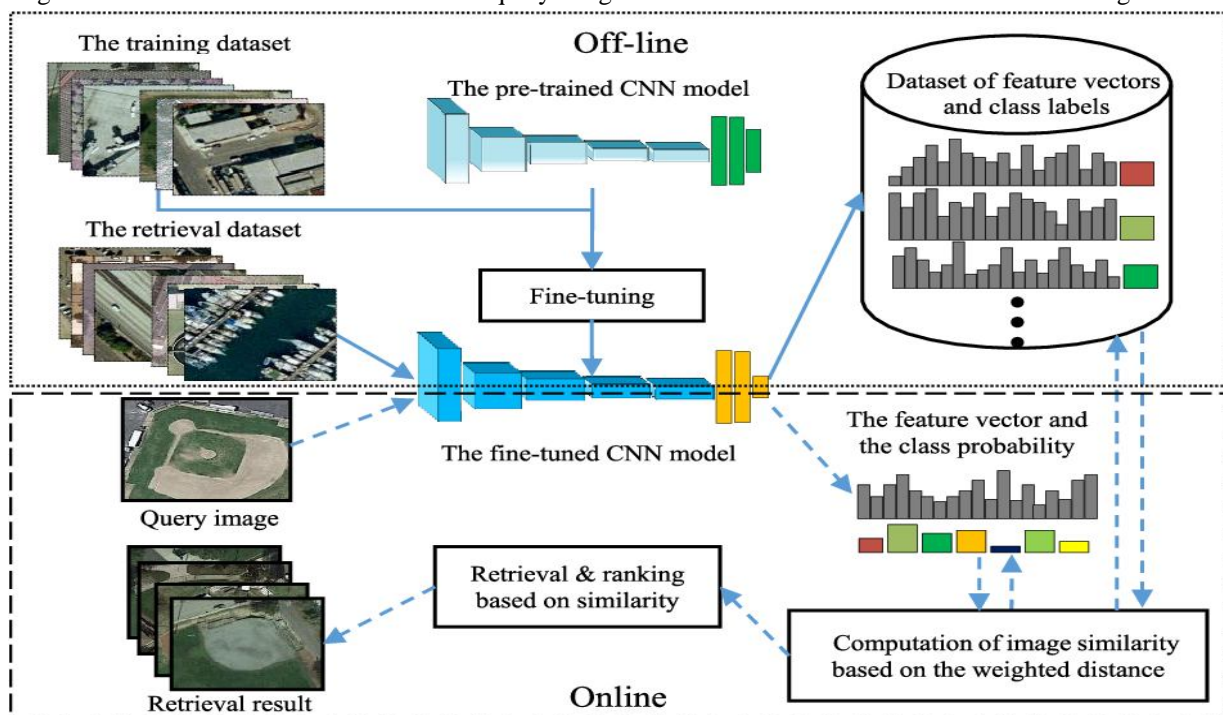 Off-line
The training dataset
The pre-trained CNN model
Dataset of feature vectors
and class labels
The retrieval dataset
Fine-tuning
The fine-tuned CNN model
The feature vector and
the class probability
Query image
Retrieval & ranking
based on similarity
Computation of image similarity
based on the weighted distance
Retrieval result
Online